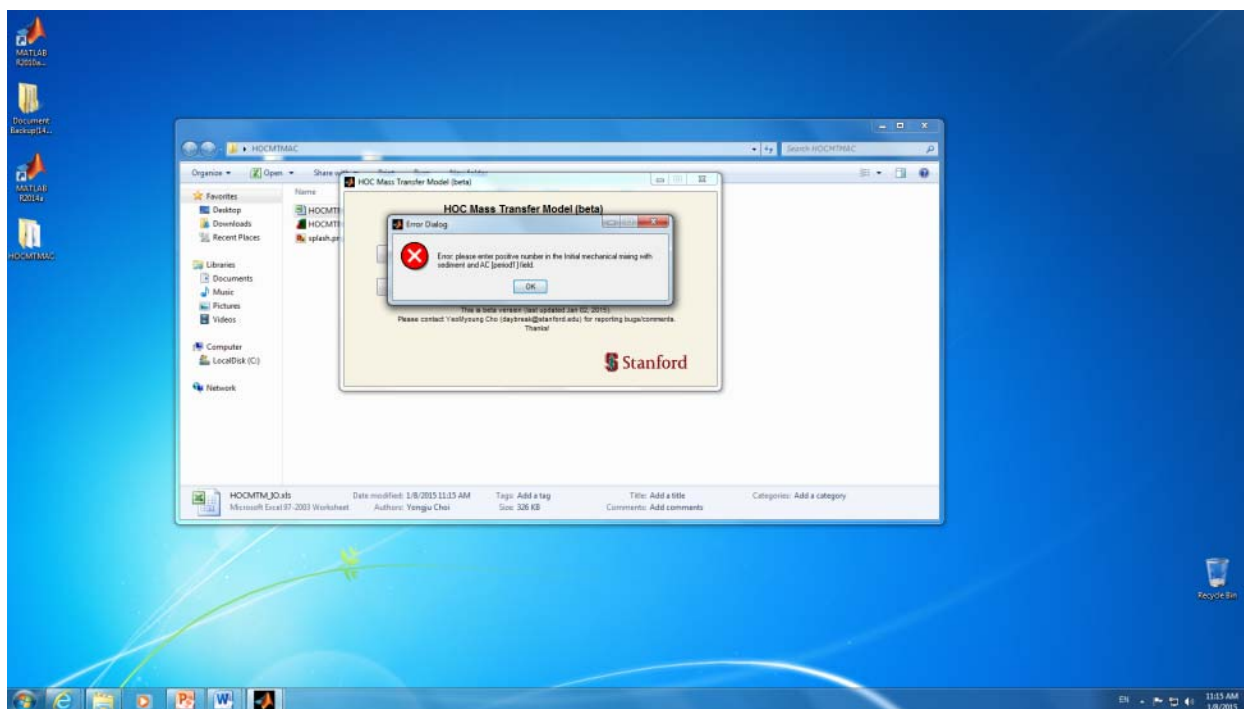 MATLAB
R2010a...
Document
Backup(14...
MATLAB
R2014a
HOCMTMAC
HOCMTMAC
Search HOCMTMAC
Organize
Open
Share
New folder
Favorites
Desktop
Downloads
Recent Places
Libraries
Documents
Music
Pictures
Videos
Computer
LocalDisk (C:)
Network
Name
HOCMT
HOCMT
splash.pn
HOC Mass Transfer Model (beta)
HOC Mass Transfer Model (beta)
Error Dialog
Error: please enter positive number in the Initial mechanical mixing with
sediment and AC [period1] field.
OK
This is beta version (last updated Jan 02, 2015)
Please contact YeoMyoung Cho (daybreak@stanford.edu) for reporting bugs/comments.
Thanks!
Stanford
HOCMTM_IO.xls
Date modified: 1/8/2015 11:15 AM
Tags: Add a tag
Title: Add a title
Categories: Add a category
Microsoft Excel 97-2003 Worksheet
Authors: Yongju Choi
Size: 326 KB
Comments: Add comments
Recycle Bin
EN
11:15 AM
1/8/2015